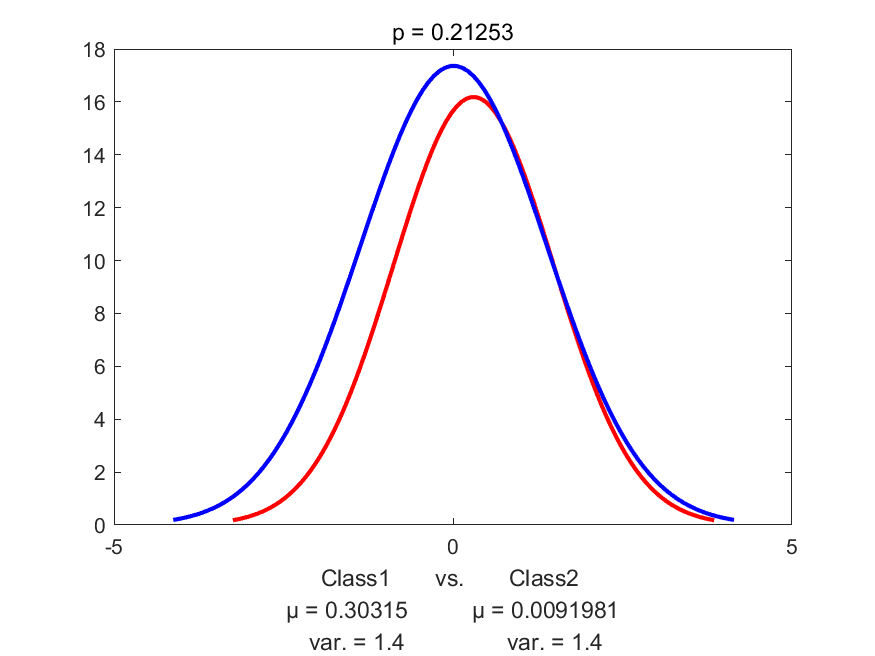 p = 0.21253
18
16
14
12
10
8
6
4
2
0
-5 0 5
Class1 vs. Class2
μ = 0.30315 μ = 0.0091981
var. = 1.4 var. = 1.4